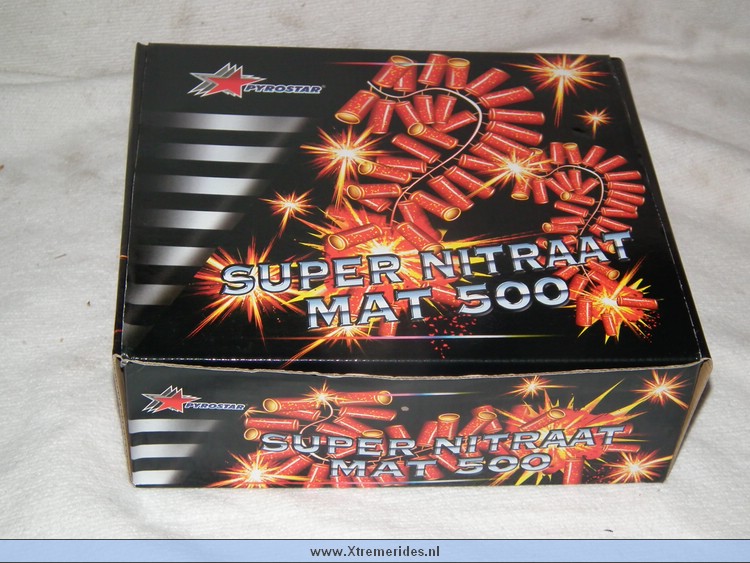 PYROSTAR
SUPER NITRAAT
MAT 500
PYROSTAR
SUPER NITRAAT
MAT 500
www.Xtremerides.nl